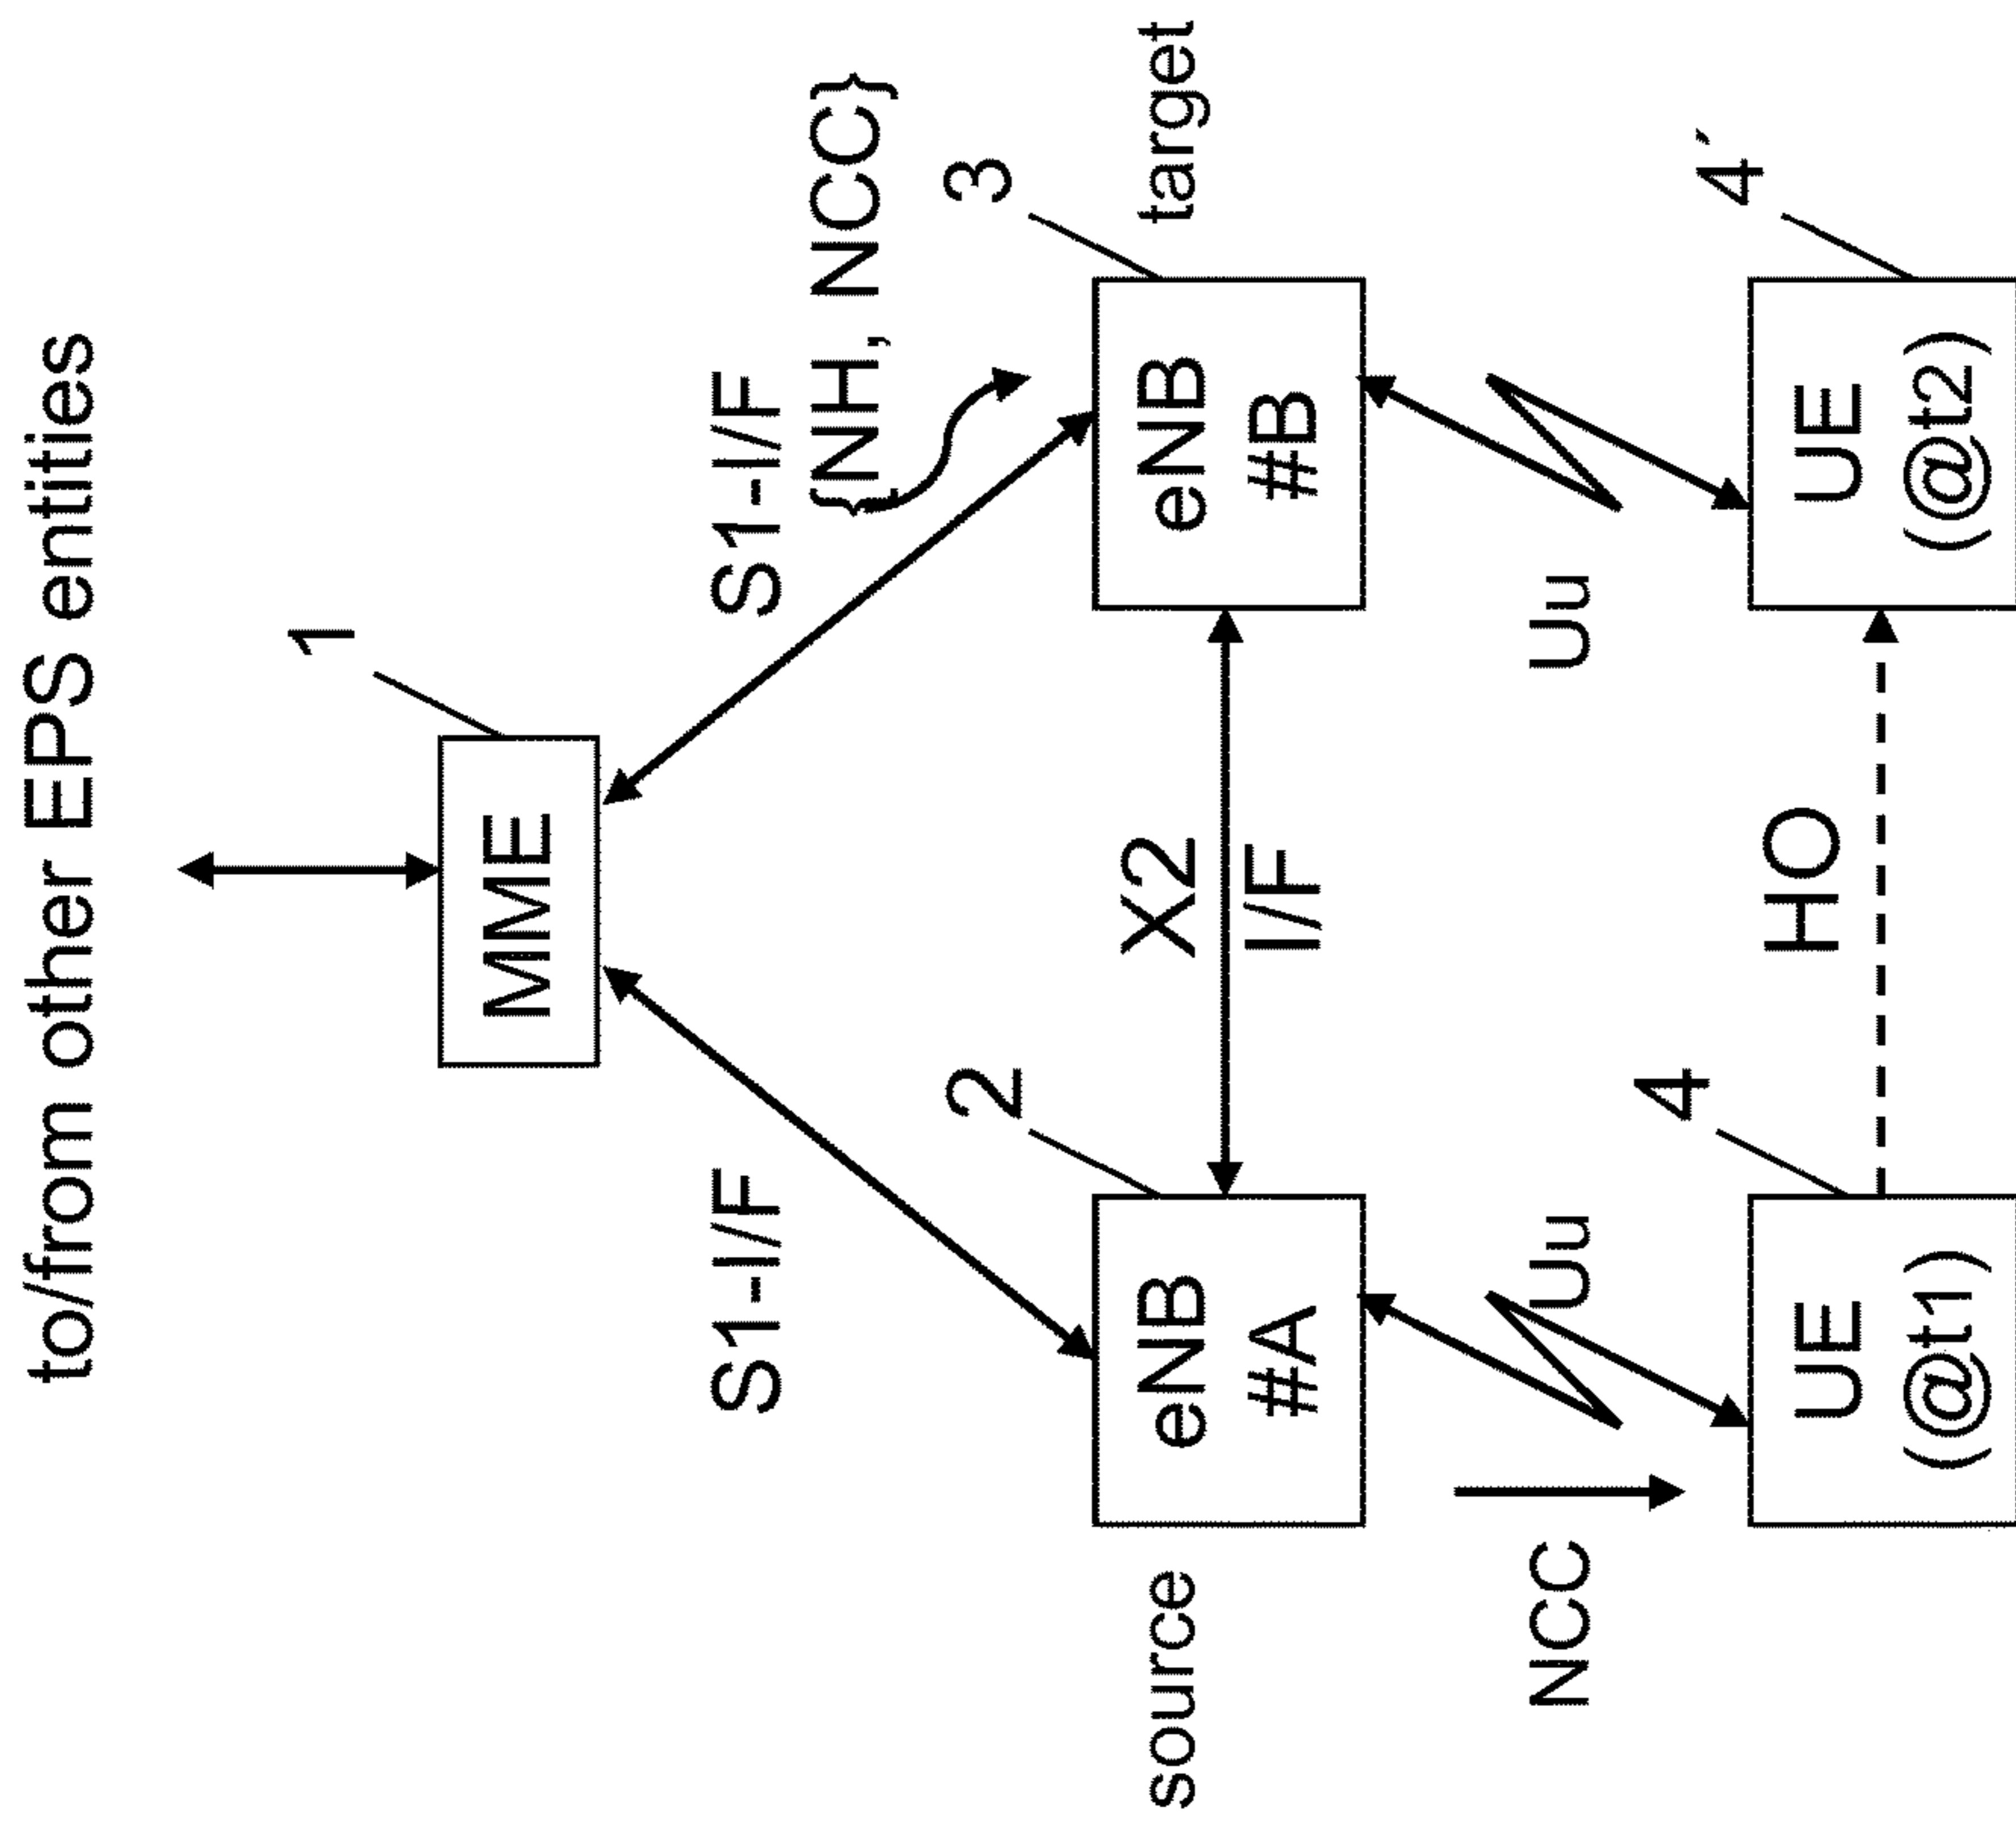 to/from other EPS entities
1
MME
S1-I/F
S1-I/F
{NH, NCC}
2
3
source
eNB
#A
X2
I/F
eNB
#B
target
NCC
Uu
Uu
4
4´
UE
(@t1)
HO
UE
(@t2)